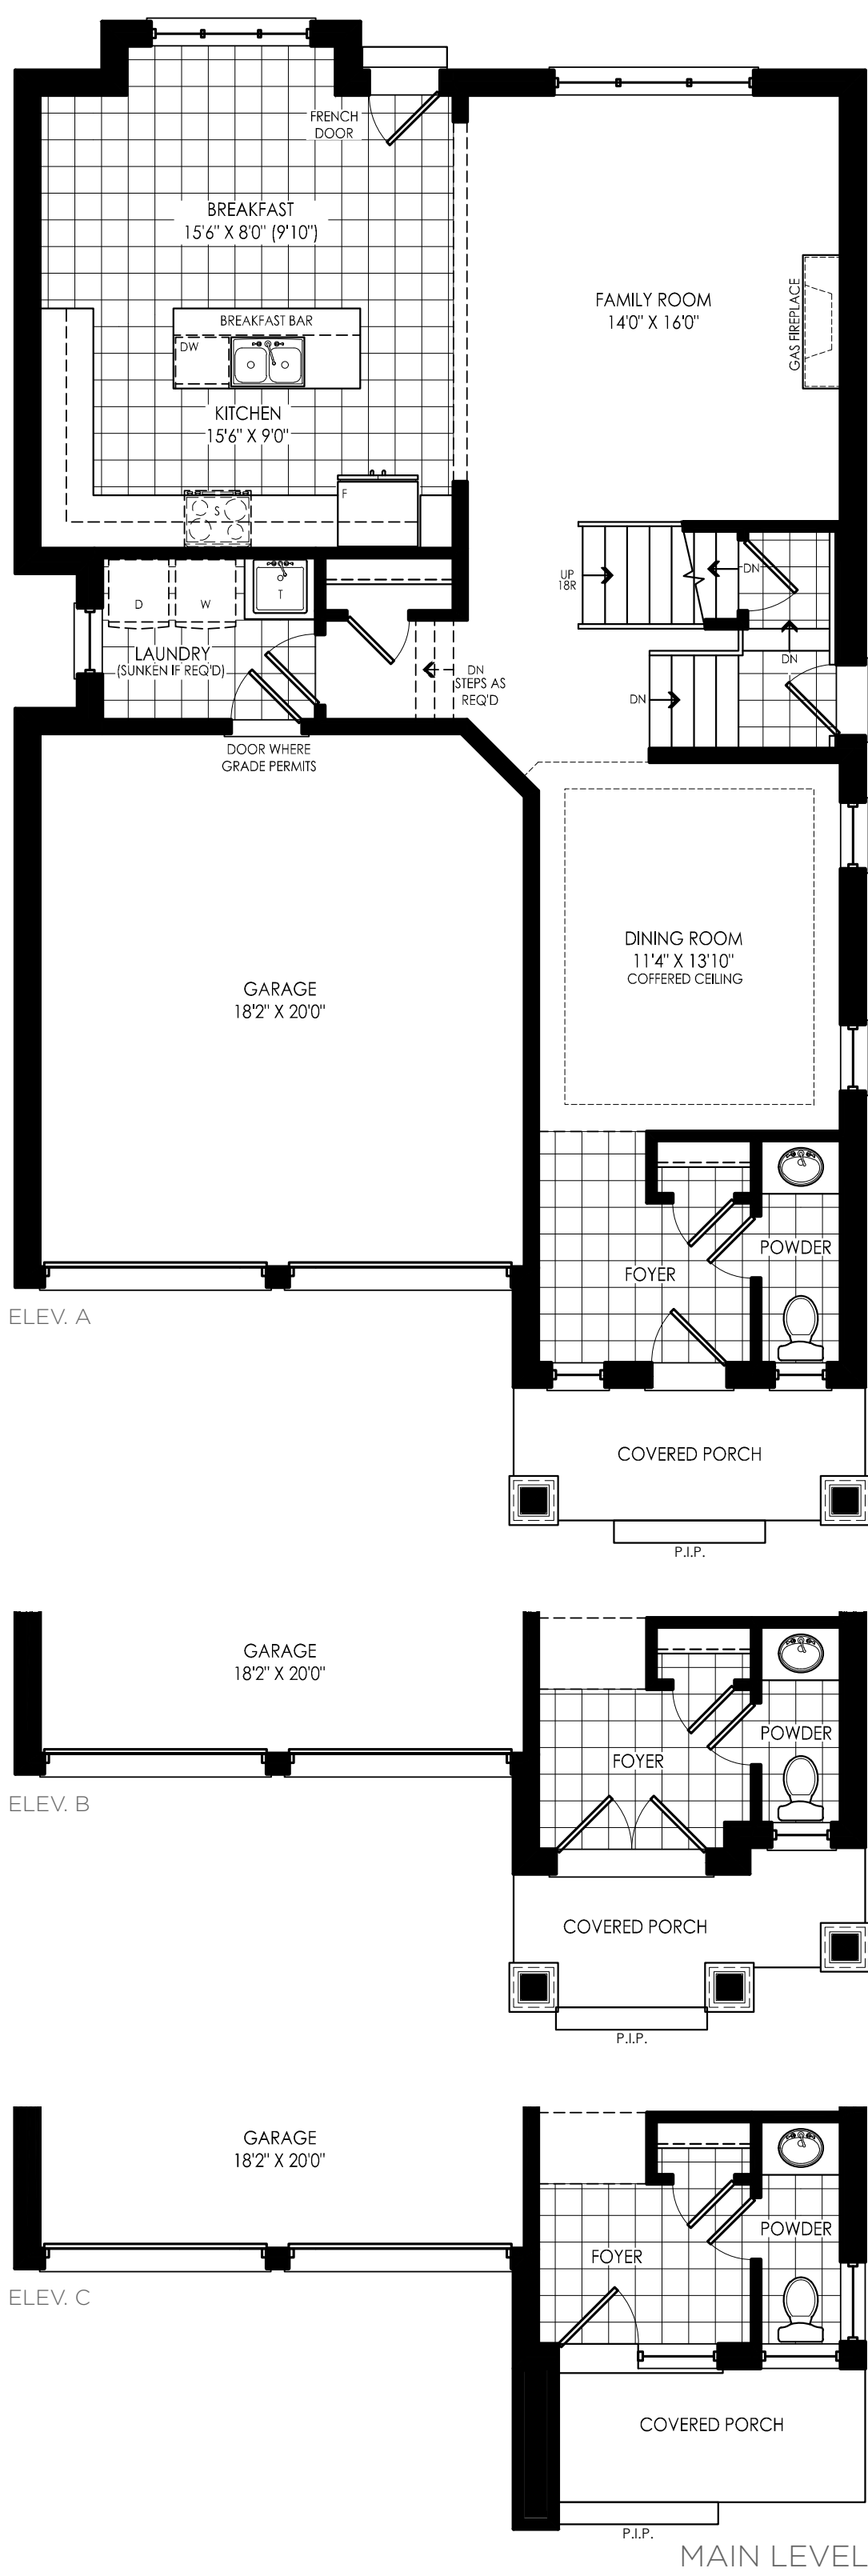 FRENCH
DOOR
BREAKFAST
15'6" X 8'0" (9'10")
FAMILY ROOM
14'0" X 16'0"
GAS FIREPLACE
BREAKFAST BAR
DW
KITCHEN
15'6" X 9'0"
F
S
UP
18R
DN
D
W
T
LAUNDRY
(SUNKEN IF REQ'D)
DN
STEPS AS
REQ'D
DN
DN
DOOR WHERE
GRADE PERMITS
DINING ROOM
11'4" X 13'10"
COFFERED CEILING
GARAGE
18'2" X 20'0"
POWDER
FOYER
ELEV. A
COVERED PORCH
P.I.P.
GARAGE
18'2" X 20'0"
POWDER
FOYER
ELEV. B
COVERED PORCH
P.I.P.
GARAGE
18'2" X 20'0"
POWDER
FOYER
ELEV. C
COVERED PORCH
P.I.P.
MAIN LEVEL